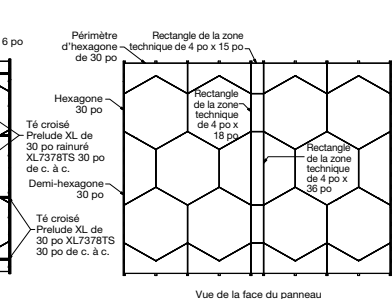 6 po
Périmètre
d'hexagone
de 30 po
Rectangle de la zone
technique de 4 po x 15 po
Hexagone
30 po
Rectangle
de la zone
technique
de 4 po x
18 po
Té croisé
Prelude XL de
30 po rainuré
XL7378TS 30 po
de c. à c.
Rectangle
de la zone
technique
de 4 po x
36 po
Demi-hexagone
30 po
Té croisé
Prelude XL de
30 po XL7378TS
30 po de c. à c.
Vue de la face du panneau